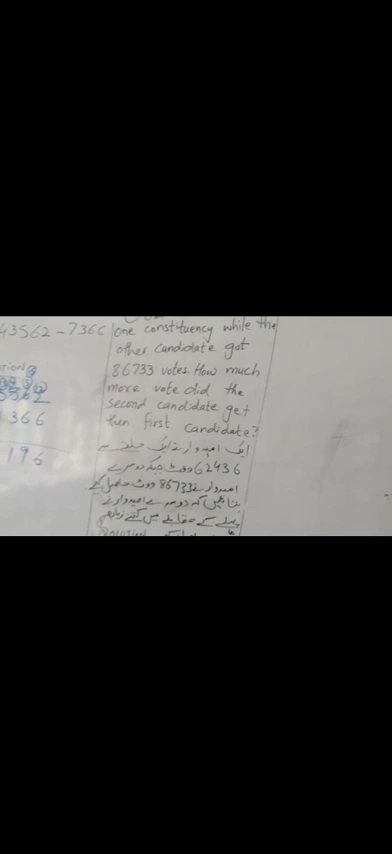 43562 - 7366
366
196
one constituency while the
other candidate got
86733 votes How much
more vote did the
second candidate get
then first candidate?
ایک امیدوار نے ایک حلقے سے
62436 ووٹ جبکہ دوسرے
امیدوار نے 86733 ووٹ حاصل کیے
بتائیں کہ دوسرے امیدوار نے
پہلے کے مقابلے میں کتنے زیادہ